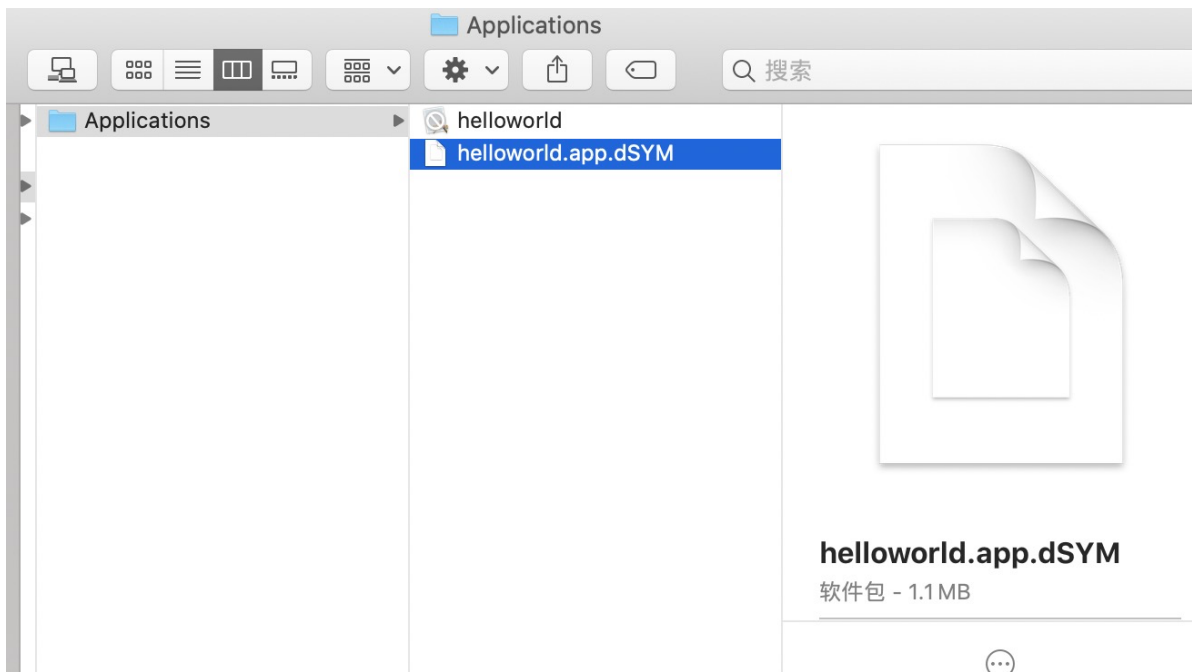 Applications
搜索
Applications
helloworld
helloworld.app.dSYM
helloworld.app.dSYM
软件包 - 1.1 MB